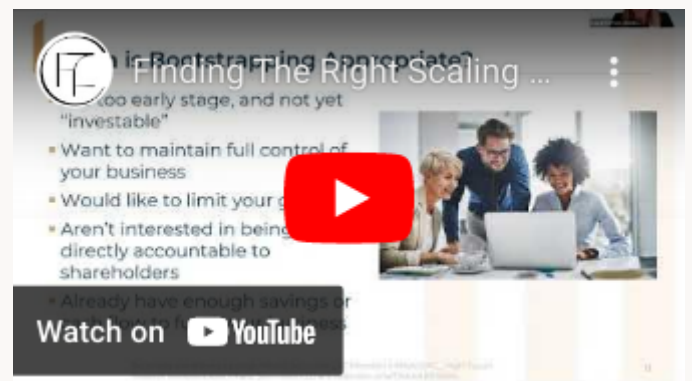 n is Bootstrapping Appropriate?
FLC
Finding The Right Scaling ...
too early stage, and not yet
“investable”
Want to maintain full control of
your business
Would like to limit your g
Aren't interested in being
directly accountable to
shareholders
Already have enough savings or
Watch on YouTube